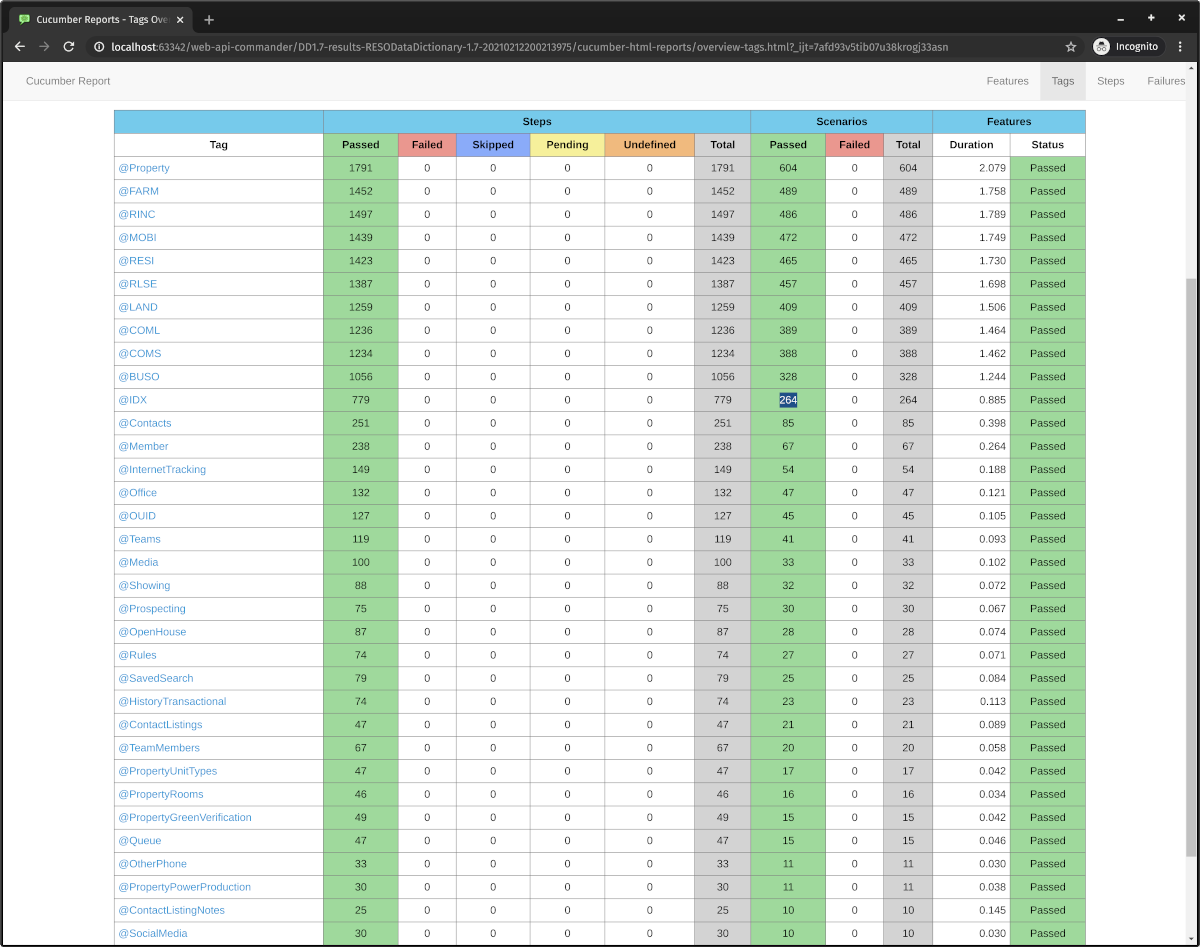 Cucumber Reports - Tags Ove
localhost:63342/web-api-commander/DD1.7-results-RESODataDictionary-1.7-20210212200213975/cucumber-html-reports/overview-tags.html?_ijt=7afd93v5tib07u38krogj33asn Incognito
Cucumber Report Features Tags Steps Failures
Steps Scenarios Features
Tag Passed Failed Skipped Pending Undefined Total Passed Failed Total Duration Status
@Property 1791 0 0 0 0 1791 604 0 604 2.079 Passed
@FARM 1452 0 0 0 0 1452 489 0 489 1.758 Passed
@RINC 1497 0 0 0 0 1497 486 0 486 1.789 Passed
@MOBI 1439 0 0 0 0 1439 472 0 472 1.749 Passed
@RESI 1423 0 0 0 0 1423 465 0 465 1.730 Passed
@RLSE 1387 0 0 0 0 1387 457 0 457 1.698 Passed
@LAND 1259 0 0 0 0 1259 409 0 409 1.506 Passed
@COML 1236 0 0 0 0 1236 389 0 389 1.464 Passed
@COMS 1234 0 0 0 0 1234 388 0 388 1.462 Passed
@BUSO 1056 0 0 0 0 1056 328 0 328 1.244 Passed
@IDX 779 0 0 0 0 779 264 0 264 0.885 Passed
@Contacts 251 0 0 0 0 251 85 0 85 0.398 Passed
@Member 238 0 0 0 0 238 67 0 67 0.264 Passed
@InternetTracking 149 0 0 0 0 149 54 0 54 0.188 Passed
@Office 132 0 0 0 0 132 47 0 47 0.121 Passed
@OUID 127 0 0 0 0 127 45 0 45 0.105 Passed
@Teams 119 0 0 0 0 119 41 0 41 0.093 Passed
@Media 100 0 0 0 0 100 33 0 33 0.102 Passed
@Showing 88 0 0 0 0 88 32 0 32 0.072 Passed
@Prospecting 75 0 0 0 0 75 30 0 30 0.067 Passed
@OpenHouse 87 0 0 0 0 87 28 0 28 0.074 Passed
@Rules 74 0 0 0 0 74 27 0 27 0.071 Passed
@SavedSearch 79 0 0 0 0 79 25 0 25 0.084 Passed
@HistoryTransactional 74 0 0 0 0 74 23 0 23 0.113 Passed
@ContactListings 47 0 0 0 0 47 21 0 21 0.089 Passed
@TeamMembers 67 0 0 0 0 67 20 0 20 0.058 Passed
@PropertyUnitTypes 47 0 0 0 0 47 17 0 17 0.042 Passed
@PropertyRooms 46 0 0 0 0 46 16 0 16 0.034 Passed
@PropertyGreenVerification 49 0 0 0 0 49 15 0 15 0.042 Passed
@Queue 47 0 0 0 0 47 15 0 15 0.046 Passed
@OtherPhone 33 0 0 0 0 33 11 0 11 0.030 Passed
@PropertyPowerProduction 30 0 0 0 0 30 11 0 11 0.038 Passed
@ContactListingNotes 25 0 0 0 0 25 10 0 10 0.145 Passed
@SocialMedia 30 0 0 0 0 30 10 0 10 0.030 Passed